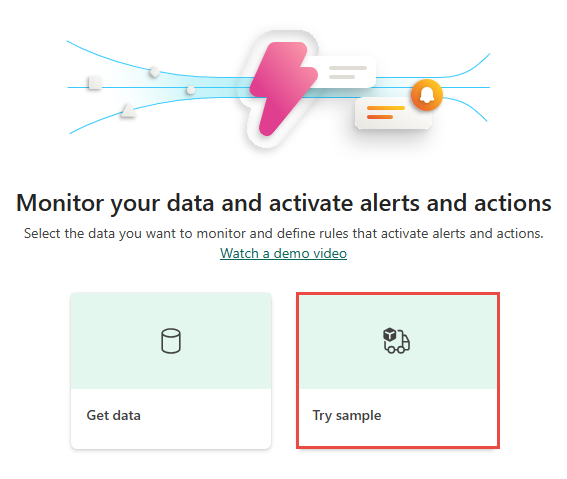 Monitor your data and activate alerts and actions
Select the data you want to monitor and define rules that activate alerts and actions.
Watch a demo video
Get data
Try sample